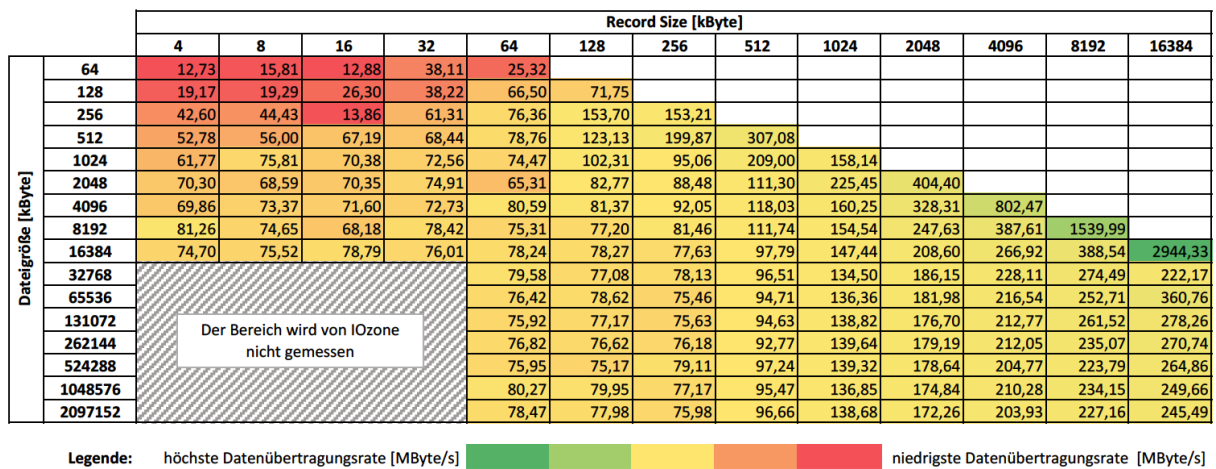 Record Size [kByte]
4 8 16 32 64 128 256 512 1024 2048 4096 8192 16384
Dateigröße [kByte]
64 12,73 15,81 12,88 38,11 25,32
128 19,17 19,29 26,30 38,22 66,50 71,75
256 42,60 44,43 13,86 61,31 76,36 153,70 153,21
512 52,78 56,00 67,19 68,44 78,76 123,13 199,87 307,08
1024 61,77 75,81 70,38 72,56 74,47 102,31 95,06 209,00 158,14
2048 70,30 68,59 70,35 74,91 65,31 82,77 88,48 111,30 225,45 404,40
4096 69,86 73,37 71,60 72,73 80,59 81,37 92,05 118,03 160,25 328,31 802,47
8192 81,26 74,65 68,18 78,42 75,31 77,20 81,46 111,74 154,54 247,63 387,61 1539,99
16384 74,70 75,52 78,79 76,01 78,24 78,27 77,63 97,79 147,44 208,60 266,92 388,54 2944,33
32768 79,58 77,08 78,13 96,51 134,50 186,15 228,11 274,49 222,17
65536 76,42 78,62 75,46 94,71 136,36 181,98 216,54 252,71 360,76
131072 75,92 77,17 75,63 94,63 138,82 176,70 212,77 261,52 278,26
262144 76,82 76,62 76,18 92,77 139,64 179,19 212,05 235,07 270,74
524288 75,95 75,17 79,11 97,24 139,32 178,64 204,77 223,79 264,86
1048576 80,27 79,95 77,17 95,47 136,85 174,84 210,28 234,15 249,66
2097152 78,47 77,98 75,98 96,66 138,68 172,26 203,93 227,16 245,49
Der Bereich wird von IOzone
nicht gemessen
Legende: höchste Datenübertragungsrate [MByte/s] niedrigste Datenübertragungsrate [MByte/s]